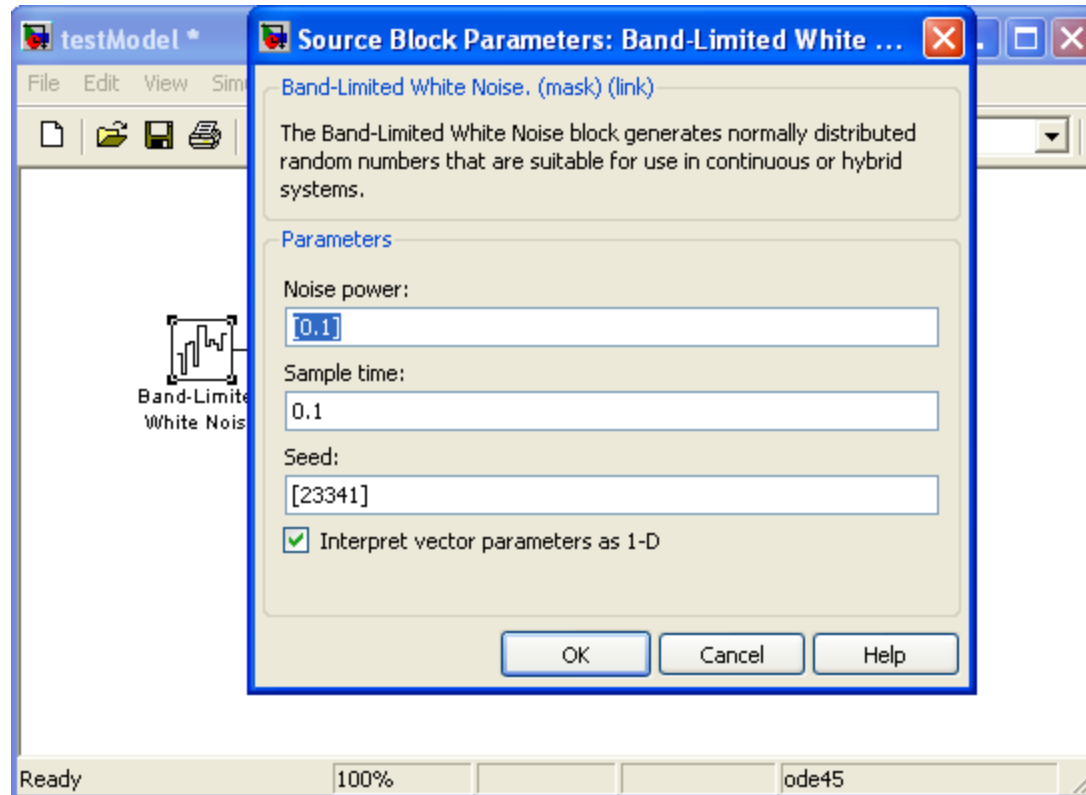 testModel *
Source Block Parameters: Band-Limited White ...
File Edit View
Band-Limited White Noise. (mask) (link)
The Band-Limited White Noise block generates normally distributed
random numbers that are suitable for use in continuous or hybrid
systems.
Parameters
Noise power:
[0.1]
Sample time:
0.1
Seed:
[23341]
Interpret vector parameters as 1-D
OK Cancel Help
Band-Limite
White Nois
Ready 100% ode45